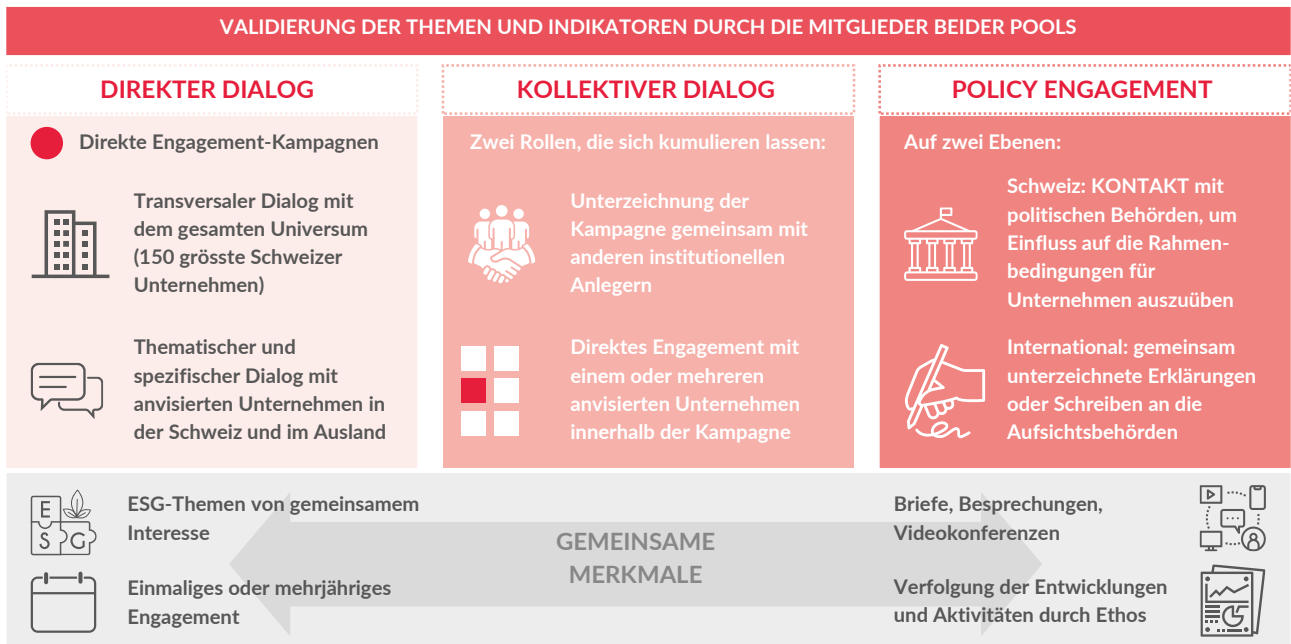 VALIDIERUNG DER THEMEN UND INDIKATOREN DURCH DIE MITGLIEDER BEIDER POOLS
DIREKTER DIALOG
Direkte Engagement-Kampagnen
Transversaler Dialog mit
dem gesamten Universum
(150 grösste Schweizer
Unternehmen)
Thematischer und
spezifischer Dialog mit
anvisierten Unternehmen in
der Schweiz und im Ausland
KOLLEKTIVER DIALOG
Zwei Rollen, die sich kumulieren lassen:
Unterzeichnung der
Kampagne gemeinsam mit
anderen institutionellen
Anlegern
Direktes Engagement mit
einem oder mehreren
anvisierten Unternehmen
innerhalb der Kampagne
POLICY ENGAGEMENT
Auf zwei Ebenen:
Schweiz: KONTAKT mit
politischen Behörden, um
Einfluss auf die Rahmen-
bedingungen für
Unternehmen auszuüben
International: gemeinsam
unterzeichnete Erklärungen
oder Schreiben an die
Aufsichtsbehörden
E
S G
ESG-Themen von gemeinsamem
Interesse
Einmaliges oder mehrjähriges
Engagement
GEMEINSAME
MERKMALE
Briefe, Besprechungen,
Videokonferenzen
Verfolgung der Entwicklungen
und Aktivitäten durch Ethos